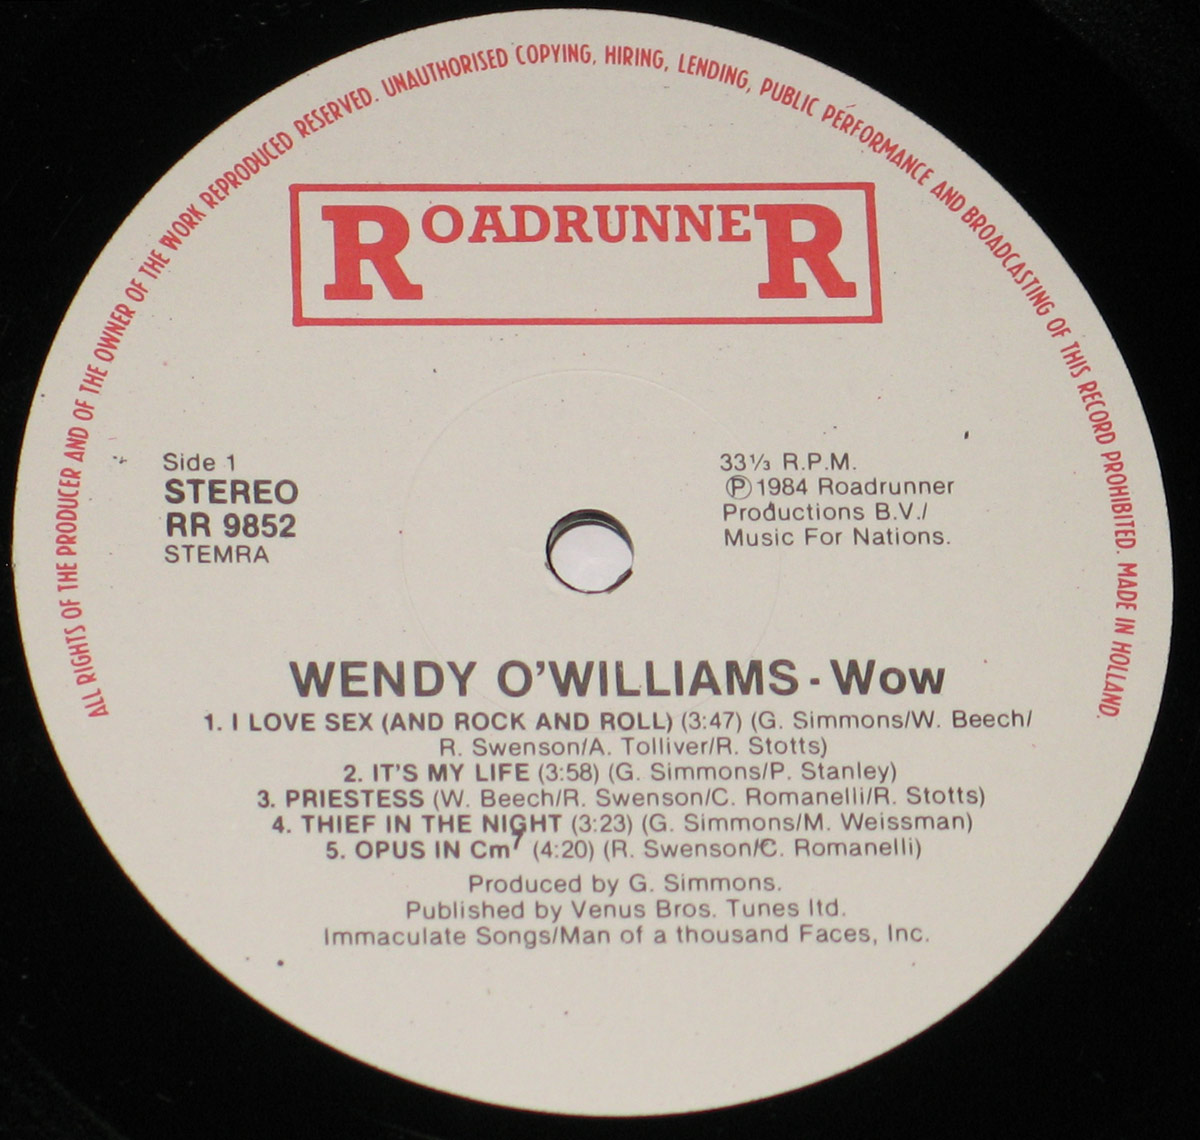 ALL RIGHTS OF THE PRODUCER AND OF THE OWNER OF THE WORK REPRODUCED RESERVED. UNAUTHORISED COPYING, HIRING, LENDING, PUBLIC PERFORMANCE AND BROADCASTING OF THIS RECORD PROHIBITED. MADE IN HOLLAND.
ROADRUNNER
Side 1
STEREO
RR 9852
STEMRA
33⅓ R.P.M.
Ⓟ 1984 Roadrunner
Productions B.V./
Music For Nations.
WENDY O'WILLIAMS - Wow
1. I LOVE SEX (AND ROCK AND ROLL) (3:47) (G. Simmons/W. Beech/
R. Swenson/A. Tolliver/R. Stotts)
2. IT'S MY LIFE (3:58) (G. Simmons/P. Stanley)
3. PRIESTESS (W. Beech/R. Swenson/C. Romanelli/R. Stotts)
4. THIEF IN THE NIGHT (3:23) (G. Simmons/M. Weissman)
5. OPUS IN Cm⁷ (4:20) (R. Swenson/C. Romanelli)
Produced by G. Simmons.
Published by Venus Bros. Tunes ltd.
Immaculate Songs/Man of a thousand Faces, Inc.